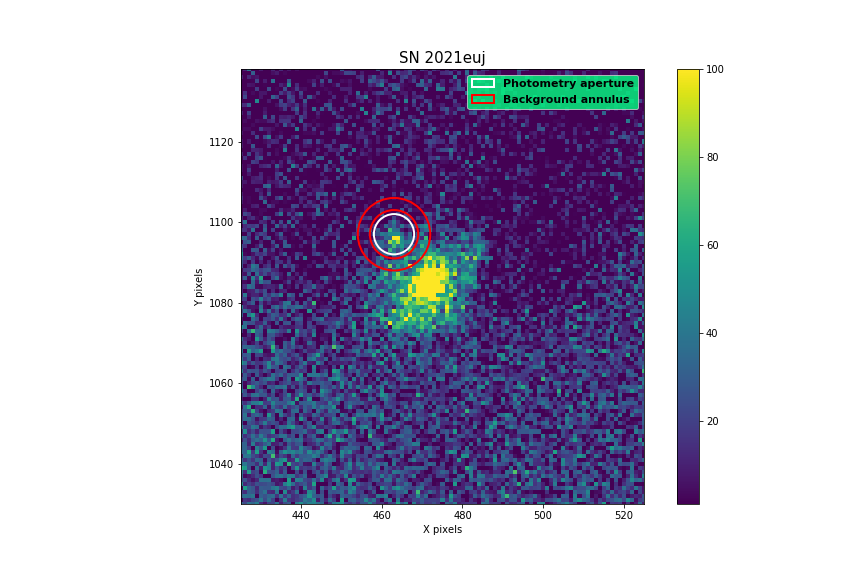 SN 2021euj
Photometry aperture
Background annulus
1120
1100
1080
1060
1040
Y pixels
440 460 480 500 520
X pixels
100
80
60
40
20